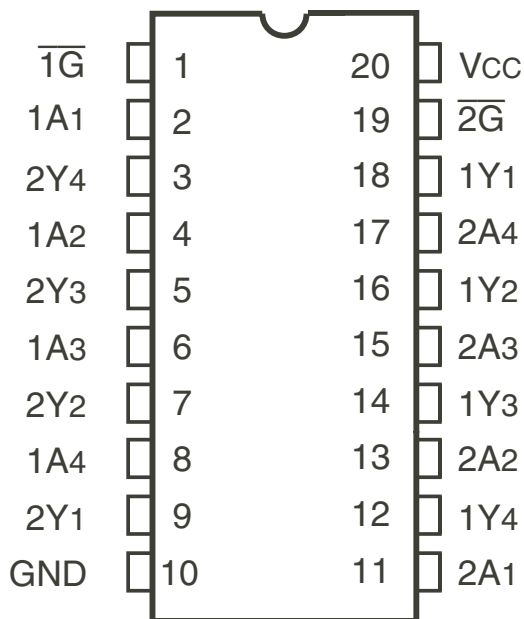 1G 1 20 VCC
1A1 2 19 2G
2Y4 3 18 1Y1
1A2 4 17 2A4
2Y3 5 16 1Y2
1A3 6 15 2A3
2Y2 7 14 1Y3
1A4 8 13 2A2
2Y1 9 12 1Y4
GND 10 11 2A1